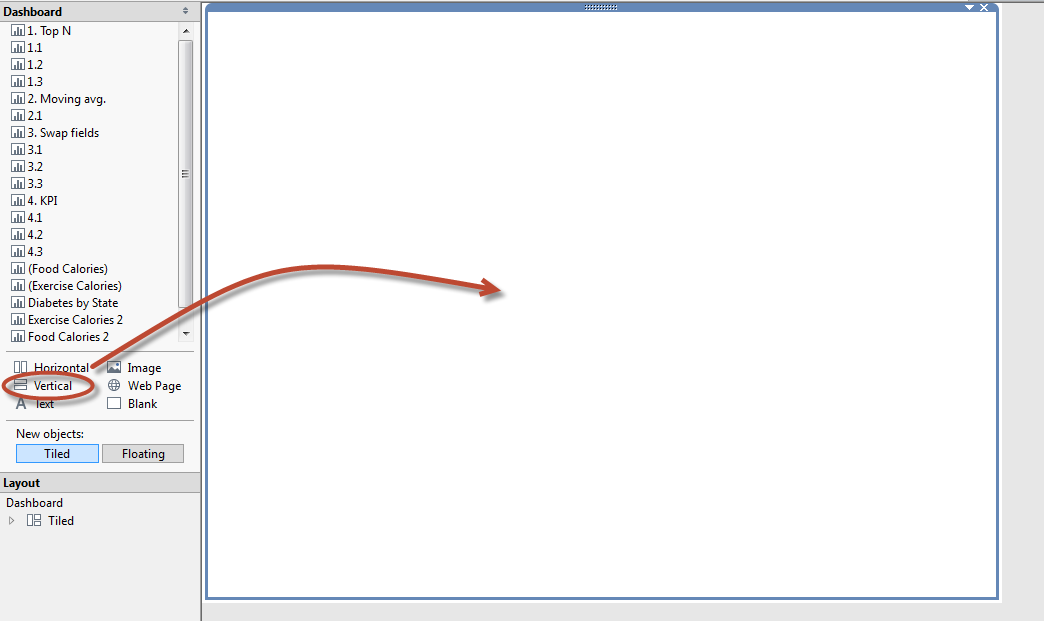 Dashboard
1. Top N
1.1
1.2
1.3
2. Moving avg.
2.1
3. Swap fields
3.1
3.2
3.3
4. KPI
4.1
4.2
4.3
(Food Calories)
(Exercise Calories)
Diabetes by State
Exercise Calories 2
Food Calories 2
Horizontal Image
Vertical Web Page
Text Blank
New objects:
Tiled Floating
Layout
Dashboard
Tiled